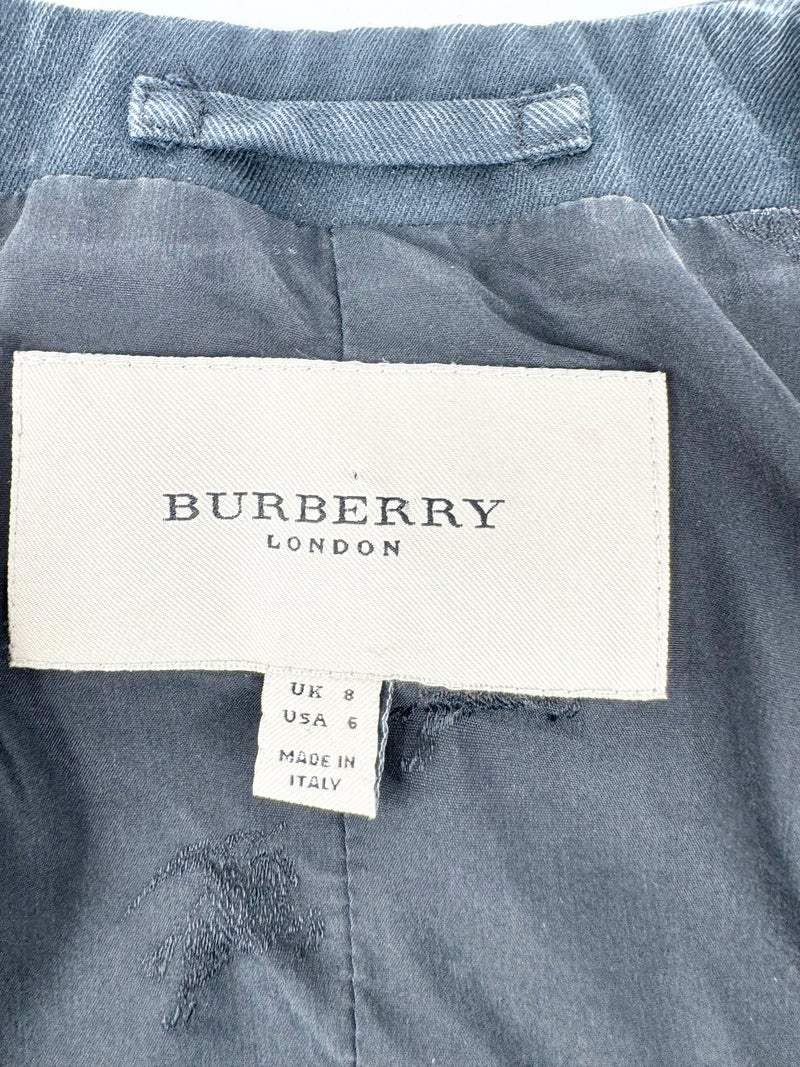 BURBERRY
LONDON
UK 8
USA 6
MADE IN
ITALY